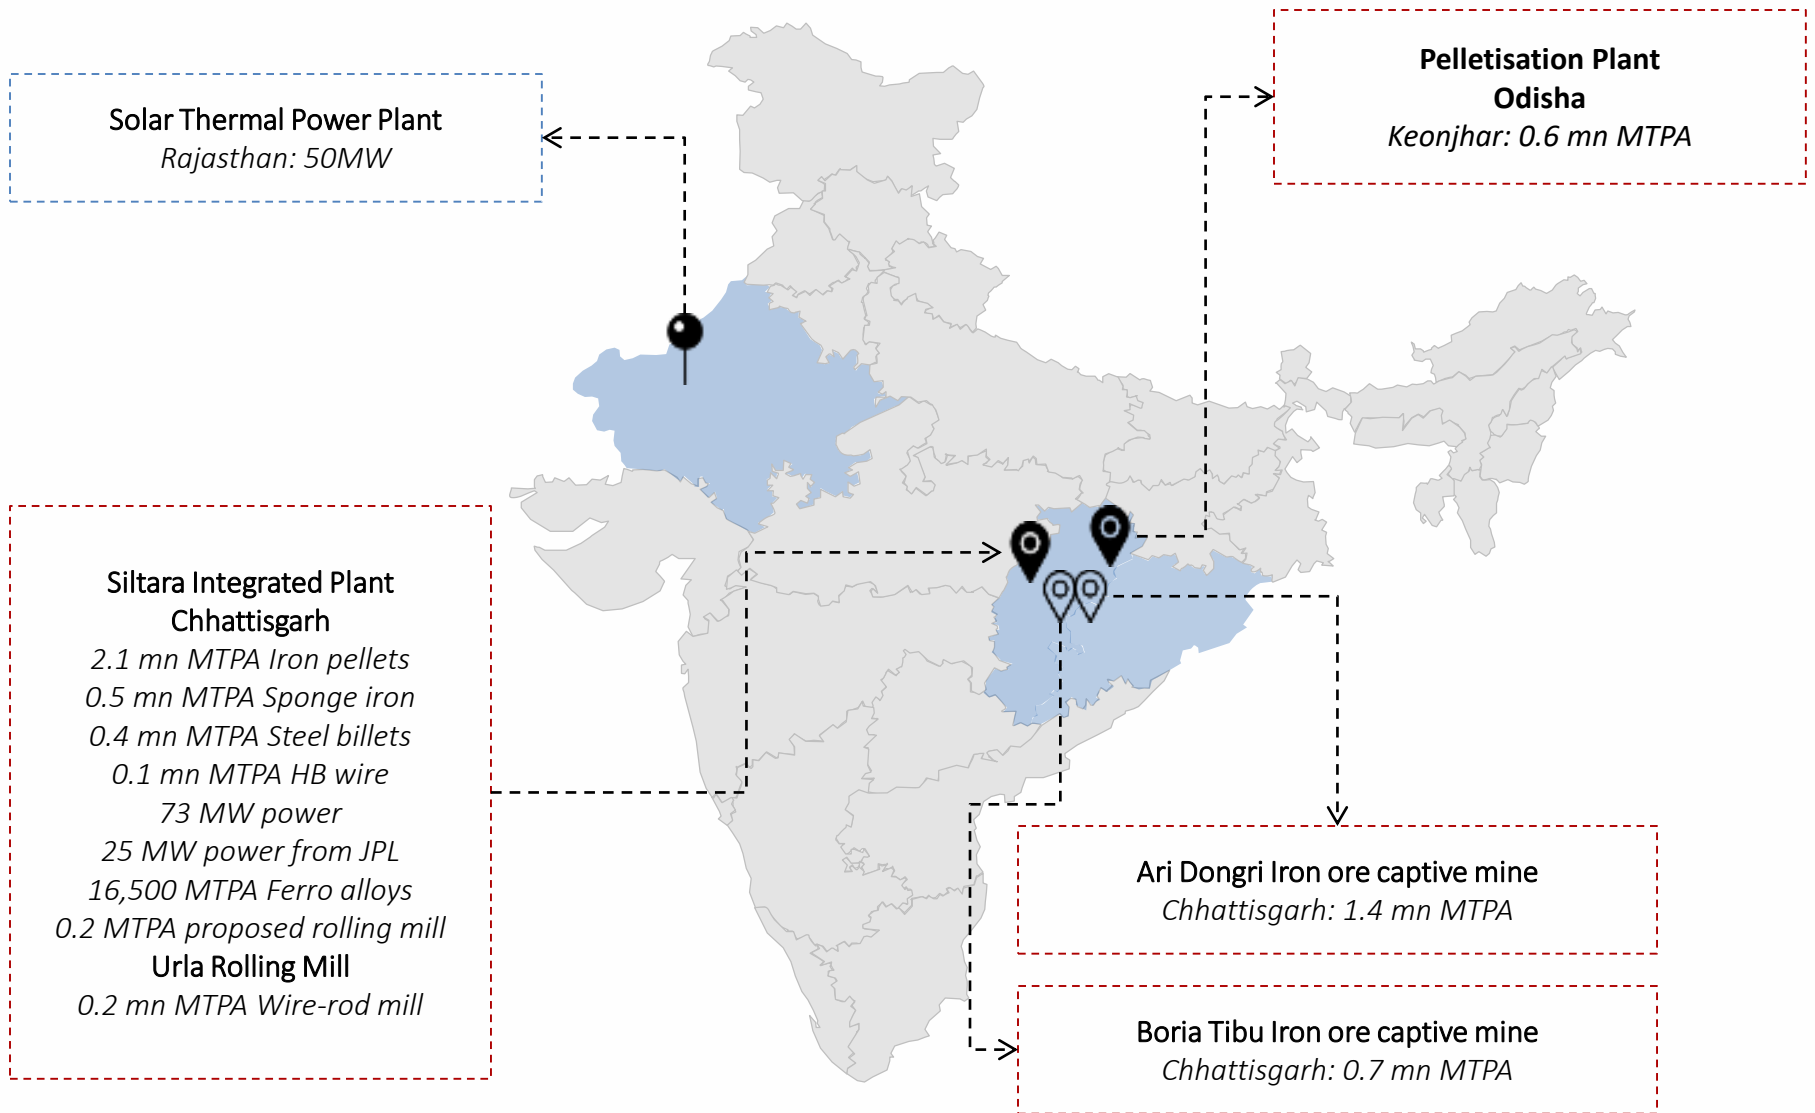 Solar Thermal Power Plant
Rajasthan: 50MW
Pelletisation Plant
Odisha
Keonjhar: 0.6 mn MTPA
Siltara Integrated Plant
Chhattisgarh
2.1 mn MTPA Iron pellets
0.5 mn MTPA Sponge iron
0.4 mn MTPA Steel billets
0.1 mn MTPA HB wire
73 MW power
25 MW power from JPL
16,500 MTPA Ferro alloys
0.2 MTPA proposed rolling mill
Urla Rolling Mill
0.2 mn MTPA Wire-rod mill
Ari Dongri Iron ore captive mine
Chhattisgarh: 1.4 mn MTPA
Boria Tibu Iron ore captive mine
Chhattisgarh: 0.7 mn MTPA